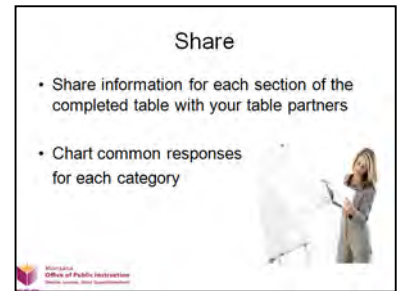 Share
• Share information for each section of the
completed table with your table partners
• Chart common responses
for each category
Montana
Office of Public Instruction